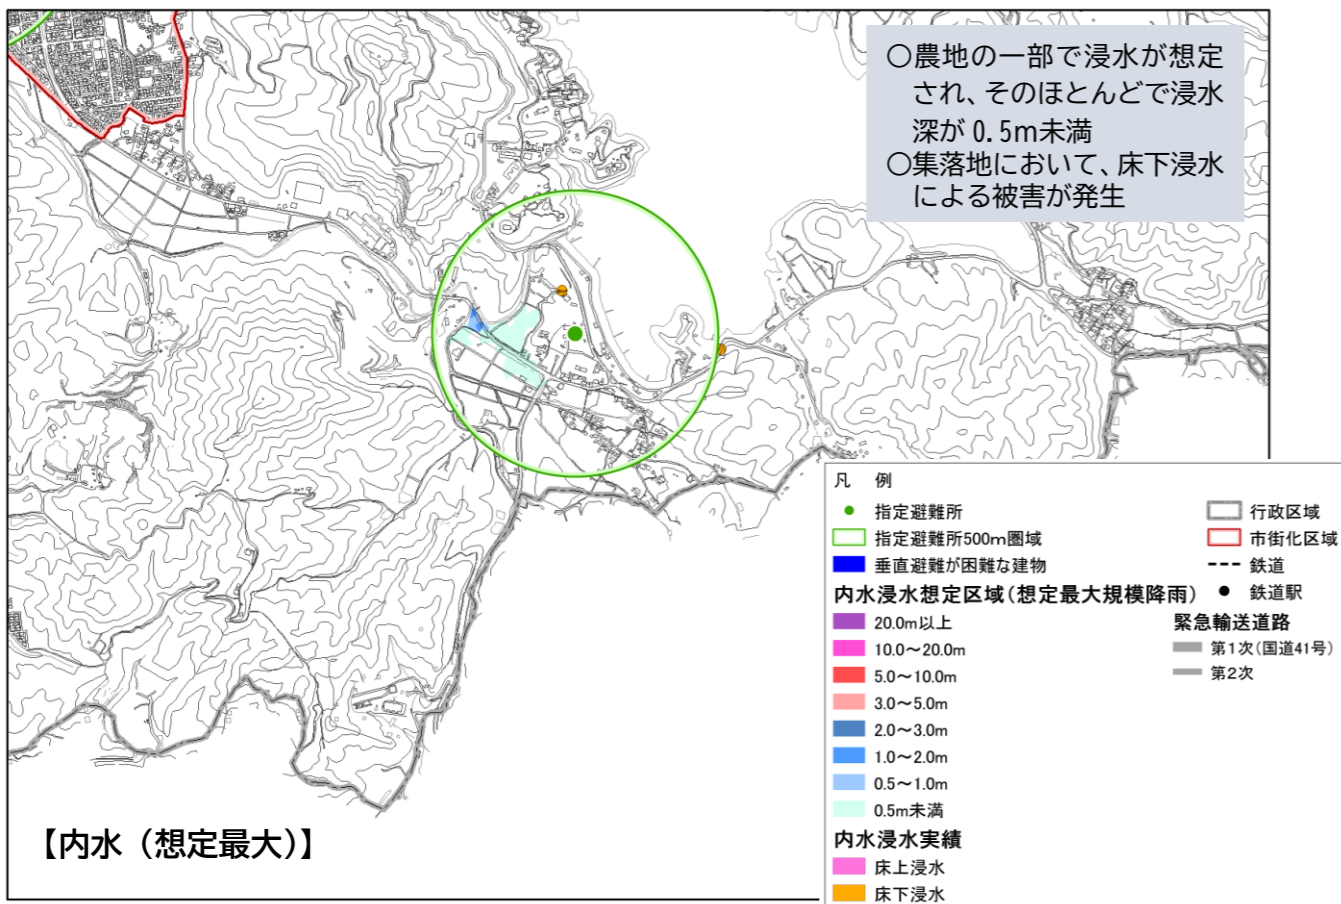 ○農地の一部で浸水が想定
され、そのほとんどで浸水
深が0.5m未満
○集落地において、床下浸水
による被害が発生
凡 例
指定避難所
指定避難所500m圏域
垂直避難が困難な建物
内水浸水想定区域(想定最大規模降雨)
20.0m以上
10.0～20.0m
5.0～10.0m
3.0～5.0m
2.0～3.0m
1.0～2.0m
0.5～1.0m
0.5m未満
内水浸水実績
床上浸水
床下浸水
行政区域
市街化区域
鉄道
鉄道駅
緊急輸送道路
第1次(国道41号)
第2次
【内水（想定最大）】